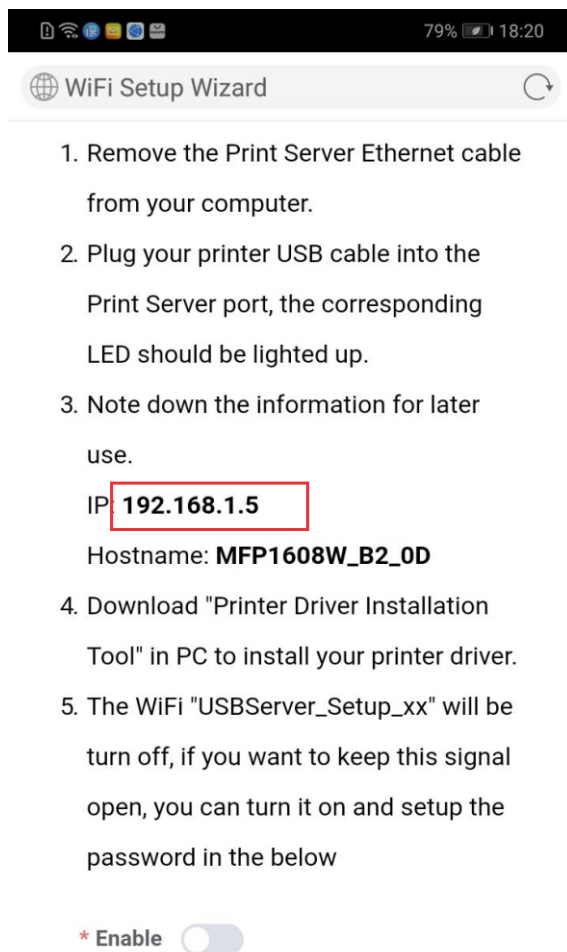 79% 18:20
WiFi Setup Wizard
1. Remove the Print Server Ethernet cable
from your computer.
2. Plug your printer USB cable into the
Print Server port, the corresponding
LED should be lighted up.
3. Note down the information for later
use.
IP: 192.168.1.5
Hostname: MFP1608W_B2_0D
4. Download "Printer Driver Installation
Tool" in PC to install your printer driver.
5. The WiFi "USBServer_Setup_xx" will be
turn off, if you want to keep this signal
open, you can turn it on and setup the
password in the below
* Enable